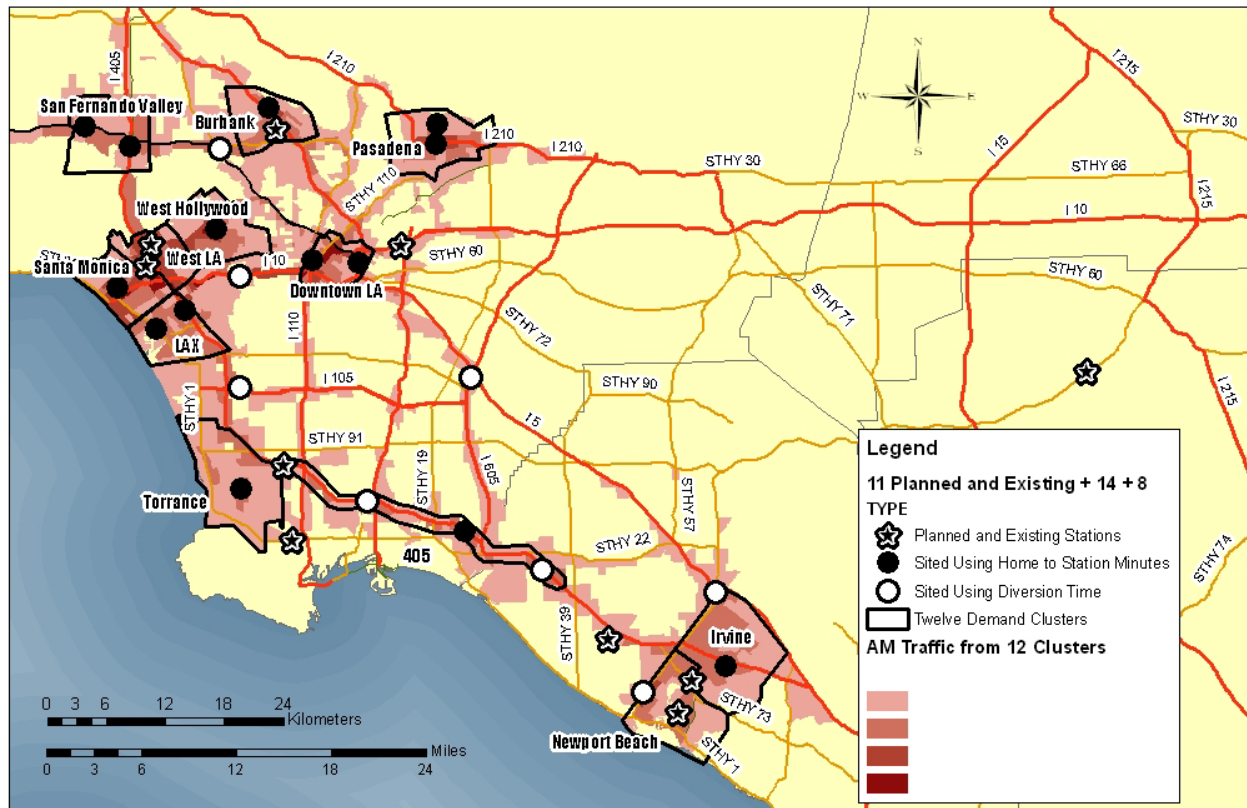 N
W
E
S
I 405
I 210
I 215
San Fernando Valley
Burbank
STHY 30
I 15
Pasadena
I 210
I 210
STHY 30
STHY 66
STHY 110
I 215
West Hollywood
I 10
STHY
West LA
I 10
STHY 60
Santa Monica
STHY 60
Downtown LA
STHY 71
I 110
STHY 72
LAX
I 105
STHY 90
STHY 1
I 5
I 215
STHY 91
STHY 19
I 605
Torrance
STHY 57
405
STHY 22
STHY 74
STHY 39
Irvine
STHY 73
Newport Beach
STHY 1
Legend
11 Planned and Existing + 14 + 8
TYPE
Planned and Existing Stations
Sited Using Home to Station Minutes
Sited Using Diversion Time
Twelve Demand Clusters
AM Traffic from 12 Clusters
0 3 6 12 18 24
Kilometers
Miles
0 3 6 12 18 24